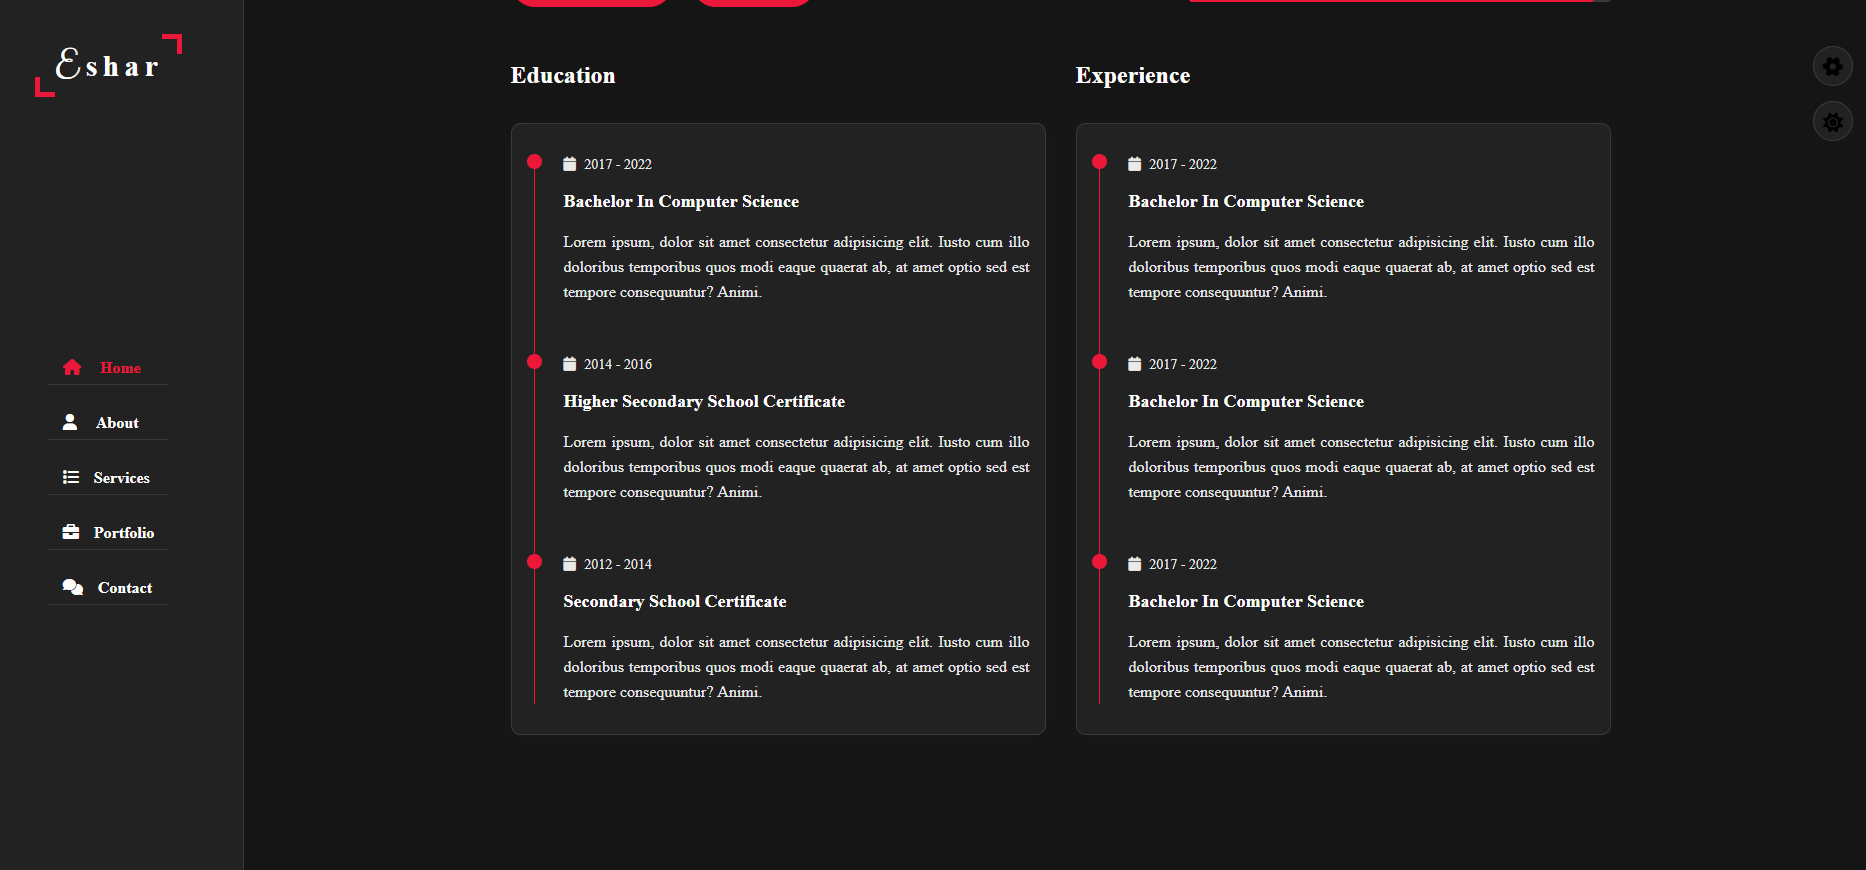 Eshar
Home
About
Services
Portfolio
Contact
Education
2017 - 2022
Bachelor In Computer Science
Lorem ipsum, dolor sit amet consectetur adipisicing elit. Iusto cum illo
doloribus temporibus quos modi eaque quaerat ab, at amet optio sed est
tempore consequuntur? Animi.
2014 - 2016
Higher Secondary School Certificate
Lorem ipsum, dolor sit amet consectetur adipisicing elit. Iusto cum illo
doloribus temporibus quos modi eaque quaerat ab, at amet optio sed est
tempore consequuntur? Animi.
2012 - 2014
Secondary School Certificate
Lorem ipsum, dolor sit amet consectetur adipisicing elit. Iusto cum illo
doloribus temporibus quos modi eaque quaerat ab, at amet optio sed est
tempore consequuntur? Animi.
Experience
2017 - 2022
Bachelor In Computer Science
Lorem ipsum, dolor sit amet consectetur adipisicing elit. Iusto cum illo
doloribus temporibus quos modi eaque quaerat ab, at amet optio sed est
tempore consequuntur? Animi.
2017 - 2022
Bachelor In Computer Science
Lorem ipsum, dolor sit amet consectetur adipisicing elit. Iusto cum illo
doloribus temporibus quos modi eaque quaerat ab, at amet optio sed est
tempore consequuntur? Animi.
2017 - 2022
Bachelor In Computer Science
Lorem ipsum, dolor sit amet consectetur adipisicing elit. Iusto cum illo
doloribus temporibus quos modi eaque quaerat ab, at amet optio sed est
tempore consequuntur? Animi.